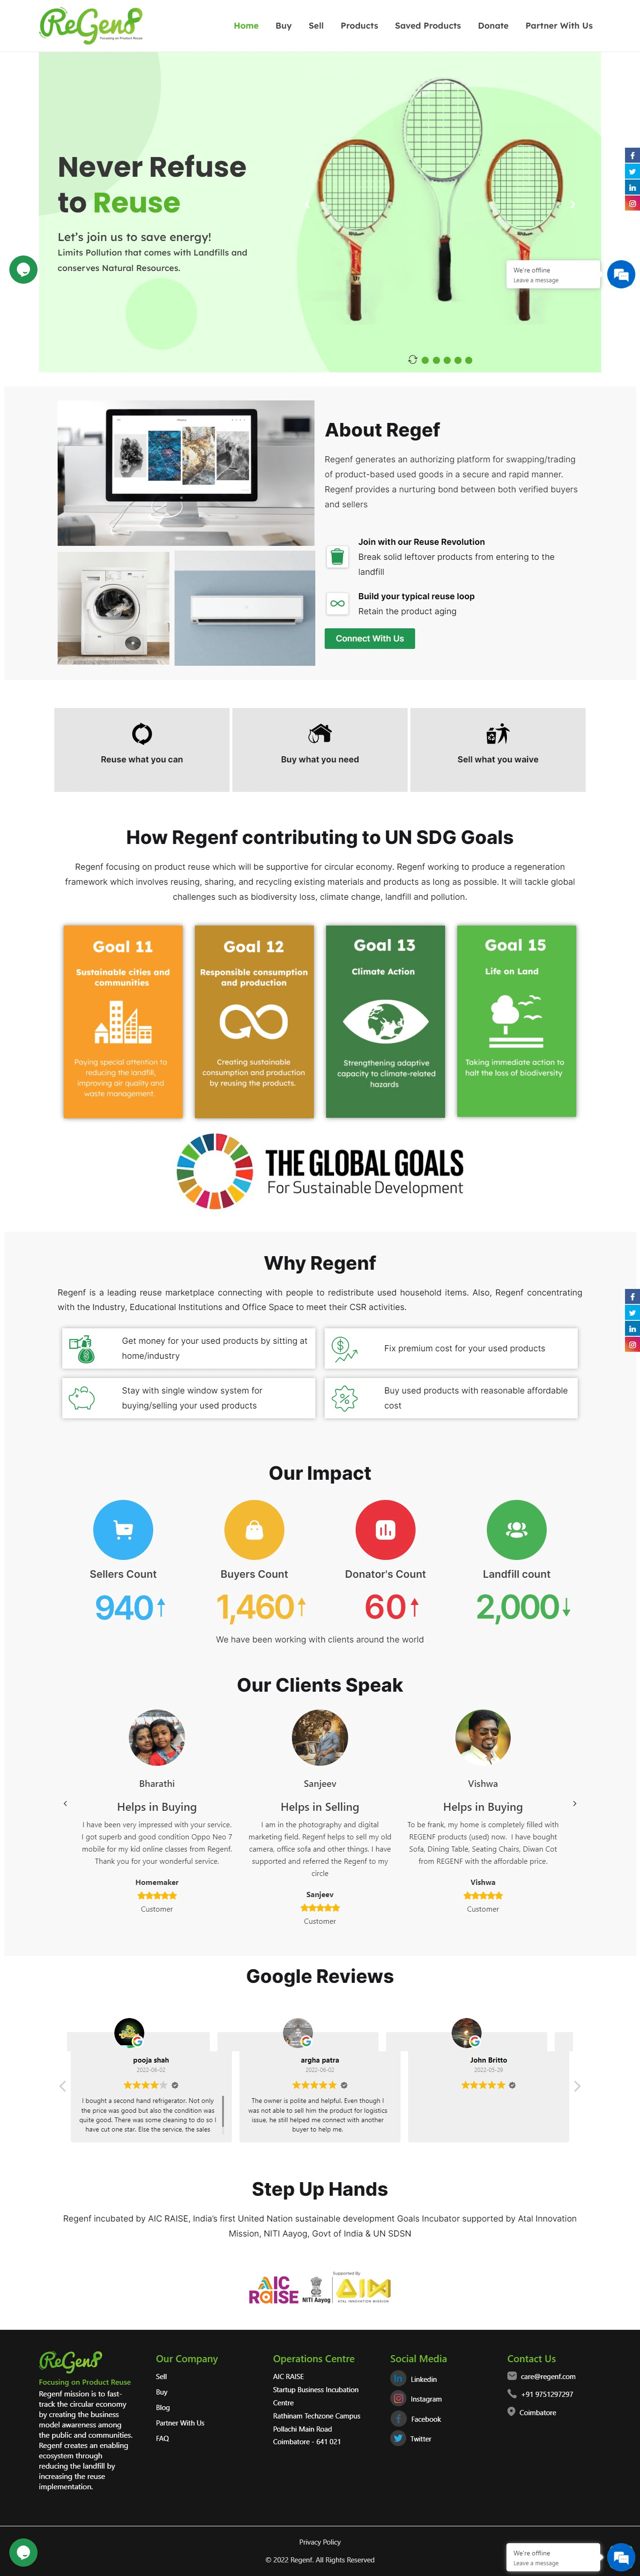 ReGenf
Focusing on Product Reuse
Home
Buy
Sell
Products
Saved Products
Donate
Partner With Us
Never Refuse
to Reuse
Let's join us to save energy!
Limits Pollution that comes with Landfills and
conserves Natural Resources.
We're offline
Leave a message
About Regef
Regenf generates an authorizing platform for swapping/trading
of product-based used goods in a secure and rapid manner.
Regenf provides a nurturing bond between both verified buyers
and sellers
Join with our Reuse Revolution
Break solid leftover products from entering to the
landfill
Build your typical reuse loop
Retain the product aging
Connect With Us
Reuse what you can
Buy what you need
Sell what you waive
How Regenf contributing to UN SDG Goals
Regenf focusing on product reuse which will be supportive for circular economy. Regenf working to produce a regeneration
framework which involves reusing, sharing, and recycling existing materials and products as long as possible. It will tackle global
challenges such as biodiversity loss, climate change, landfill and pollution.
Goal 11
Sustainable cities and
communities
Paying special attention to
reducing the landfill,
improving air quality and
waste management.
Goal 12
Responsible consumption
and production
Creating sustainable
consumption and production
by reusing the products.
Goal 13
Climate Action
Strengthening adaptive
capacity to climate-related
hazards
Goal 15
Life on Land
Taking immediate action to
halt the loss of biodiversity
THE GLOBAL GOALS
For Sustainable Development
Why Regenf
Regenf is a leading reuse marketplace connecting with people to redistribute used household items. Also, Regenf concentrating
with the Industry, Educational Institutions and Office Space to meet their CSR activities.
Get money for your used products by sitting at
home/industry
Fix premium cost for your used products
Stay with single window system for
buying/selling your used products
Buy used products with reasonable affordable
cost
Our Impact
Sellers Count
940
Buyers Count
1,460
Donator's Count
60
Landfill count
2,000
We have been working with clients around the world
Our Clients Speak
Bharathi
Helps in Buying
I have been very impressed with your service.
I got superb and good condition Oppo Neo 7
mobile for my kid online classes from Regenf.
Thank you for your wonderful service.
Homemaker
Customer
Sanjeev
Helps in Selling
I am in the photography and digital
marketing field. Regenf helps to sell my old
camera, office sofa and other things. I have
supported and referred the Regenf to my
circle
Sanjeev
Customer
Vishwa
Helps in Buying
To be frank, my home is completely filled with
REGENF products (used) now. I have bought
Sofa, Dining Table, Seating Chairs, Diwan Cot
from REGENF with the affordable price.
Vishwa
Customer
Google Reviews
pooja shah
2022-06-02
I bought a second hand refrigerator. Not only
the price was good but also the condition was
quite good. There was some cleaning to do so I
have cut one star. Else the service, the sales
argha patra
2022-06-02
The owner is polite and helpful. Even though I
was not able to sell him the product for logistics
issue, he still helped me connect with another
buyer to help me.
John Britto
2022-05-26
Step Up Hands
Regenf incubated by AIC RAISE, India's first United Nation sustainable development Goals Incubator supported by Atal Innovation
Mission, NITI Aayog, Govt of India & UN SDSN
AIC
RAISE
NITI Aayog
Supported By
AIM
ATAL INNOVATION MISSION
ReGenf
Focusing on Product Reuse
Regenf mission is to fast-
track the circular economy
by creating the business
model awareness among
the public and communities.
Regenf creates an enabling
ecosystem through
reducing the landfill by
increasing the reuse
implementation.
Our Company
Sell
Buy
Blog
Partner With Us
FAQ
Operations Centre
AIC RAISE
Startup Business Incubation
Centre
Rathinam Techzone Campus
Pollachi Main Road
Coimbatore - 641 021
Social Media
Linkedin
Instagram
Facebook
Twitter
Contact Us
care@regenf.com
+91 9751297297
Coimbatore
Privacy Policy
© 2022 Regenf. All Rights Reserved
We're offline
Leave a message